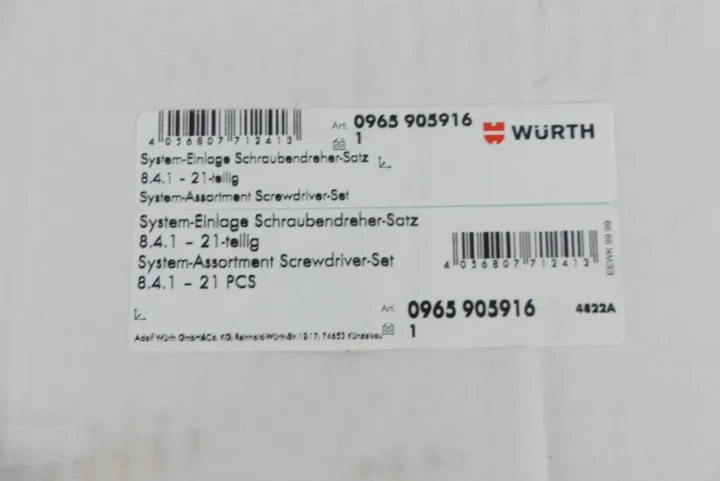 Art. 0965 905916
WÜRTH
4 056807 712413
1
System-Einlage Schraubendreher-Satz
8.4.1 - 21-teilig
System-Assortment Screwdriver-Set
System-Einlage Schraubendreher-Satz
8.4.1 - 21-teilig
System-Assortment Screwdriver-Set
8.4.1 - 21 PCS
4 056807 712413
EEWK 99 99
Art. 0965 905916
4822A
1
Adolf Würth GmbH&Co. KG; Reinhold-Würth-Str. 12-17; 74653 Künzelsau